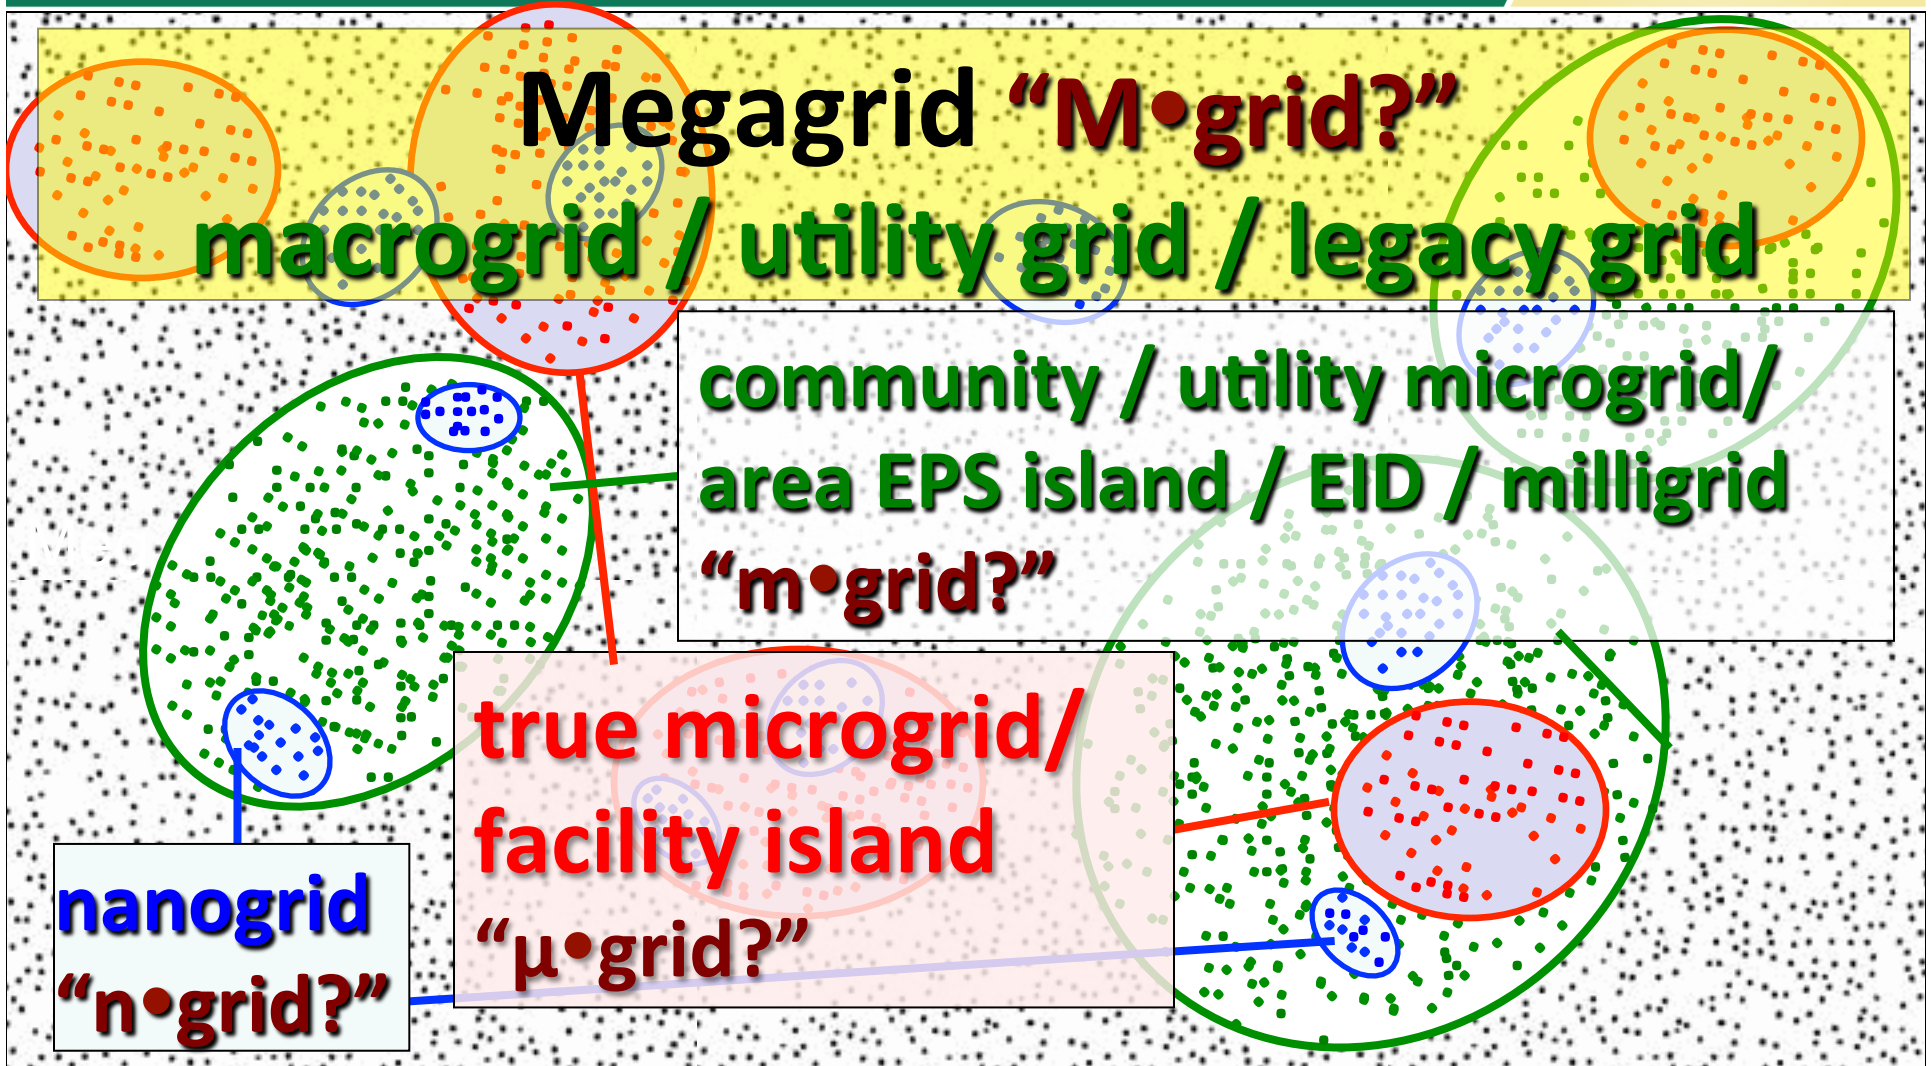 Megagrid “M•grid?”
macrogrid / utility grid / legacy grid
community / utility microgrid/
area EPS island / EID / milligrid
“m•grid?”
true microgrid/
facility island
“µ•grid?”
nanogrid
“n•grid?”